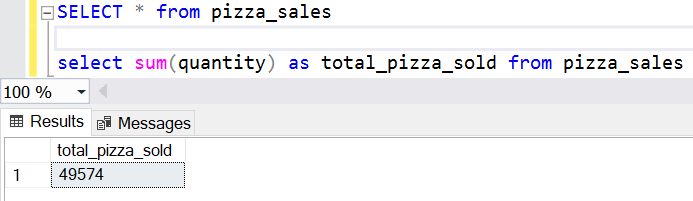 SELECT * from pizza_sales
select sum(quantity) as total_pizza_sold from pizza_sales
100 %
Results Messages
total_pizza_sold
1 49574